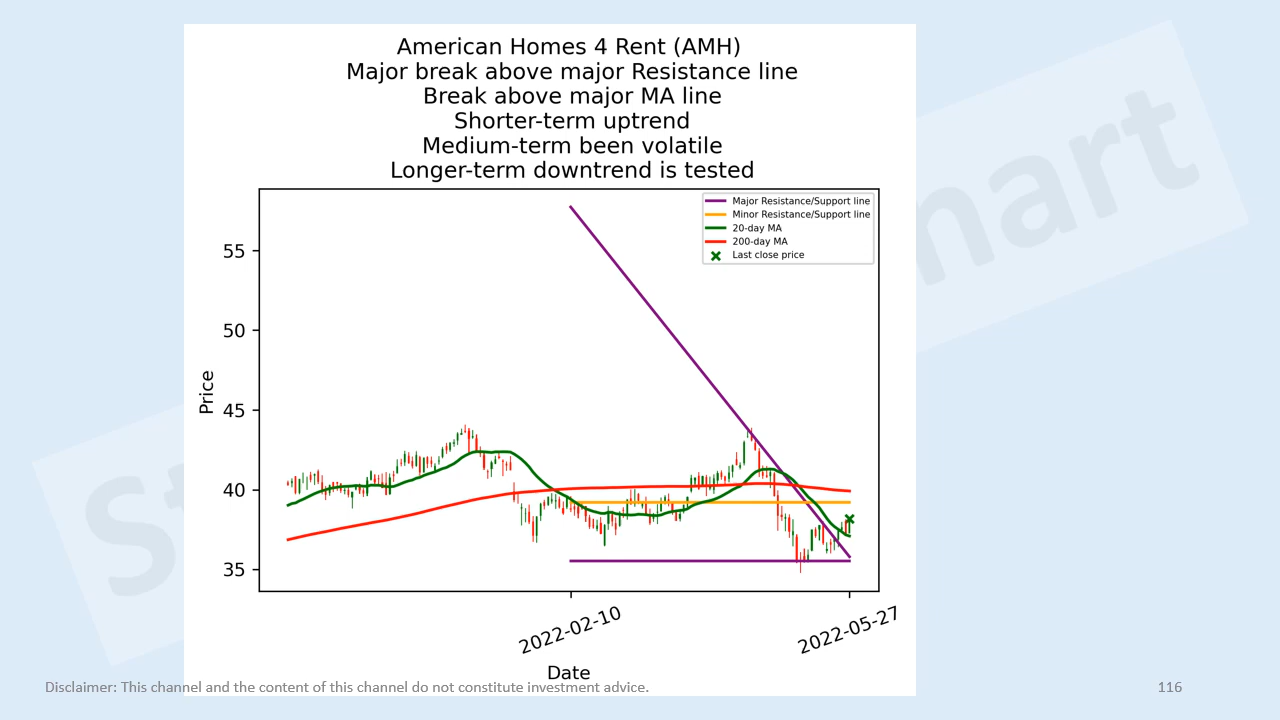 American Homes 4 Rent (AMH)
Major break above major Resistance line
Break above major MA line
Shorter-term uptrend
Medium-term been volatile
Longer-term downtrend is tested
Major Resistance/Support line
Minor Resistance/Support line
20-day MA
200-day MA
Last close price
Price
55
50
45
40
35
2022-02-10
2022-05-27
Date
Disclaimer: This channel and the content of this channel do not constitute investment advice.
116